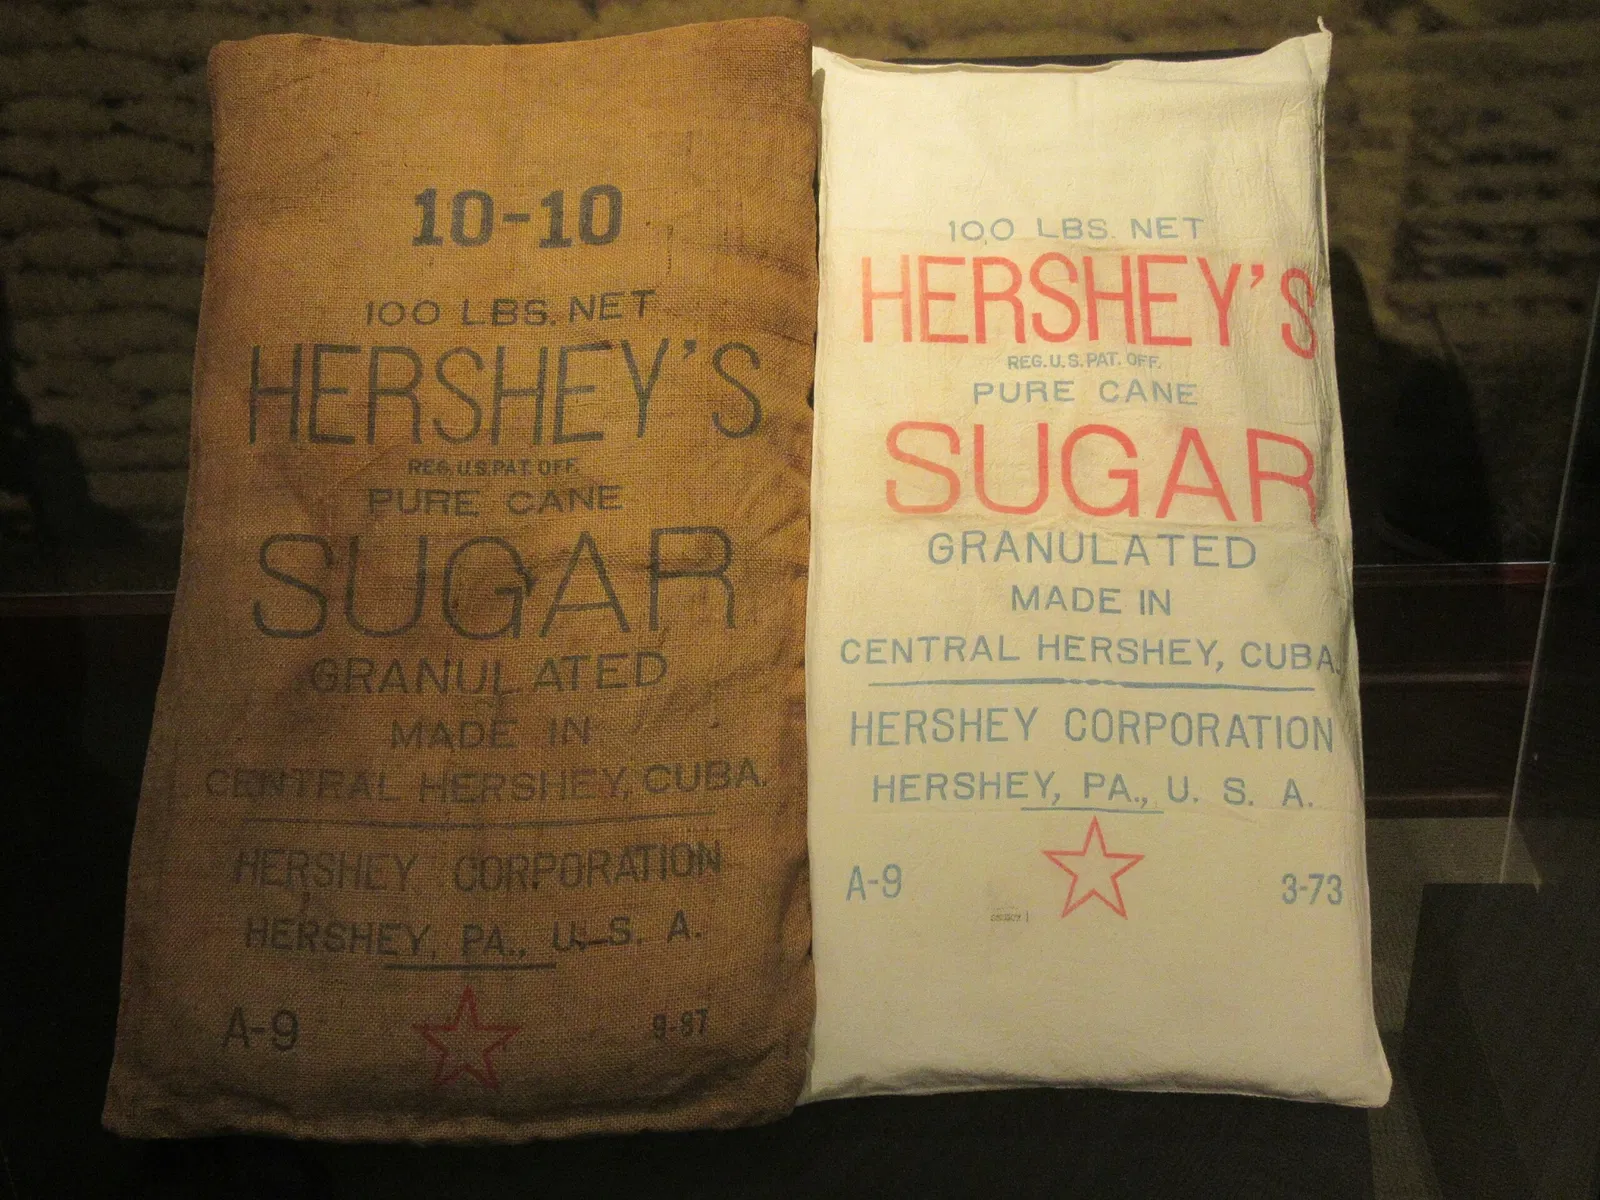 10-10
100 LBS. NET
HERSHEY'S
REG. U.S. PAT. OFF.
PURE CANE
SUGAR
GRANULATED
MADE IN
CENTRAL HERSHEY, CUBA.
HERSHEY CORPORATION
HERSHEY, PA., U. S. A.
A-9
100 LBS. NET
HERSHEY'S
REG. U.S. PAT. OFF.
PURE CANE
SUGAR
GRANULATED
MADE IN
CENTRAL HERSHEY, CUBA.
HERSHEY CORPORATION
HERSHEY, PA., U. S. A.
A-9 3-73